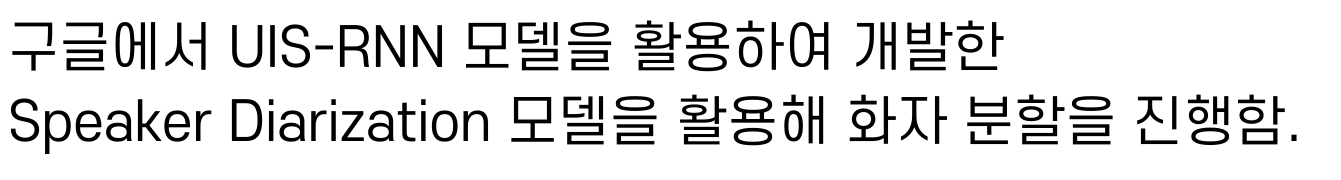 구글에서 UIS-RNN 모델을 활용하여 개발한
Speaker Diarization 모델을 활용해 화자 분할을 진행함.